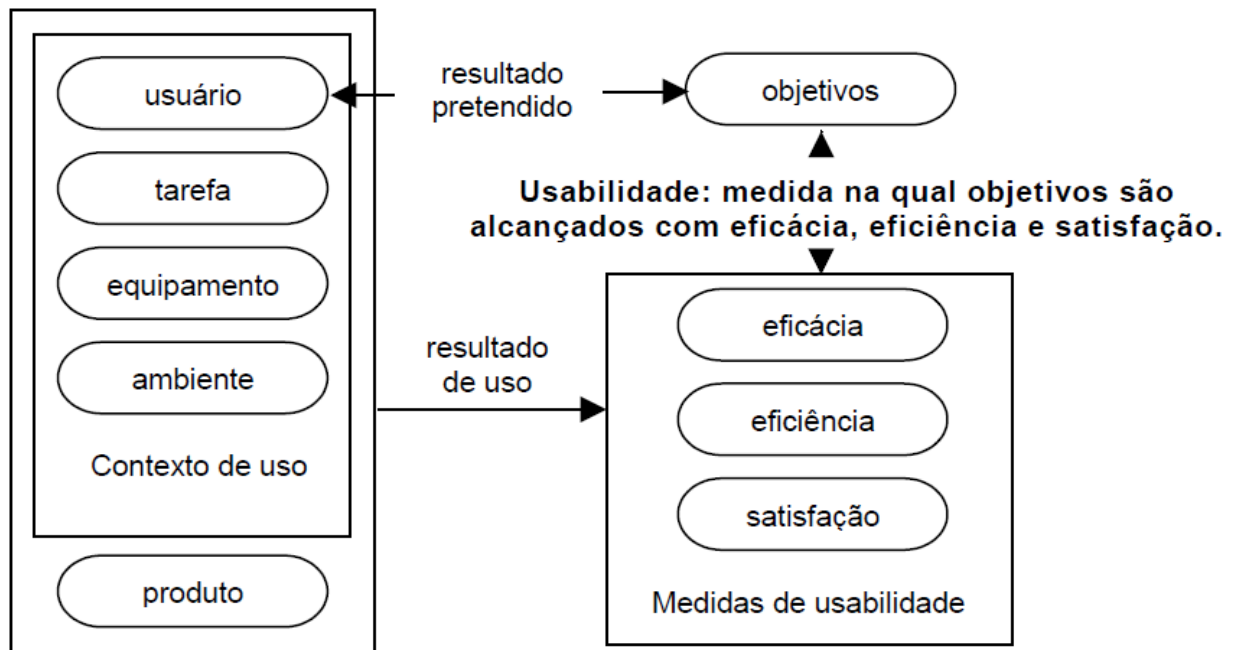 usuário
tarefa
equipamento
ambiente
Contexto de uso
produto
resultado
pretendido
objetivos
Usabilidade: medida na qual objetivos são
alcançados com eficácia, eficiência e satisfação.
resultado
de uso
eficácia
eficiência
satisfação
Medidas de usabilidade